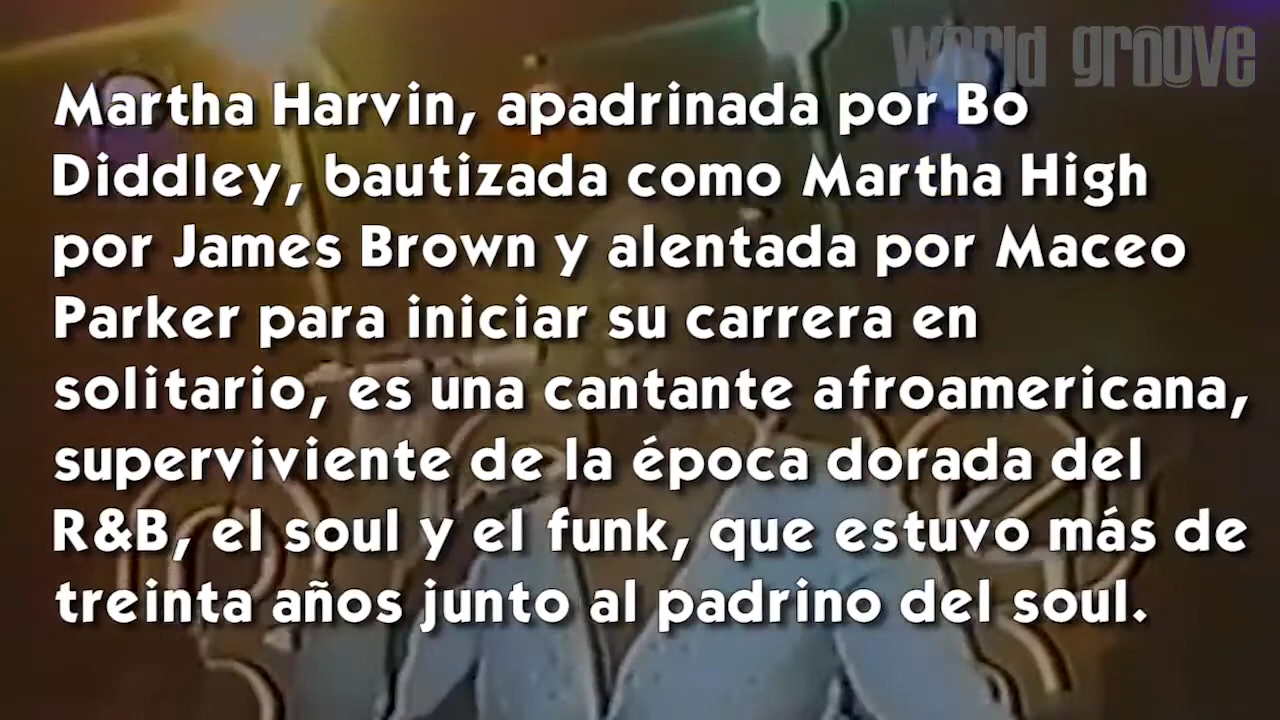 world groove
Martha Harvin, apadrinada por Bo
Diddley, bautizada como Martha High
por James Brown y alentada por Maceo
Parker para iniciar su carrera en
solitario, es una cantante afroamericana,
superviviente de la época dorada del
R&B, el soul y el funk, que estuvo más de
treinta años junto al padrino del soul.